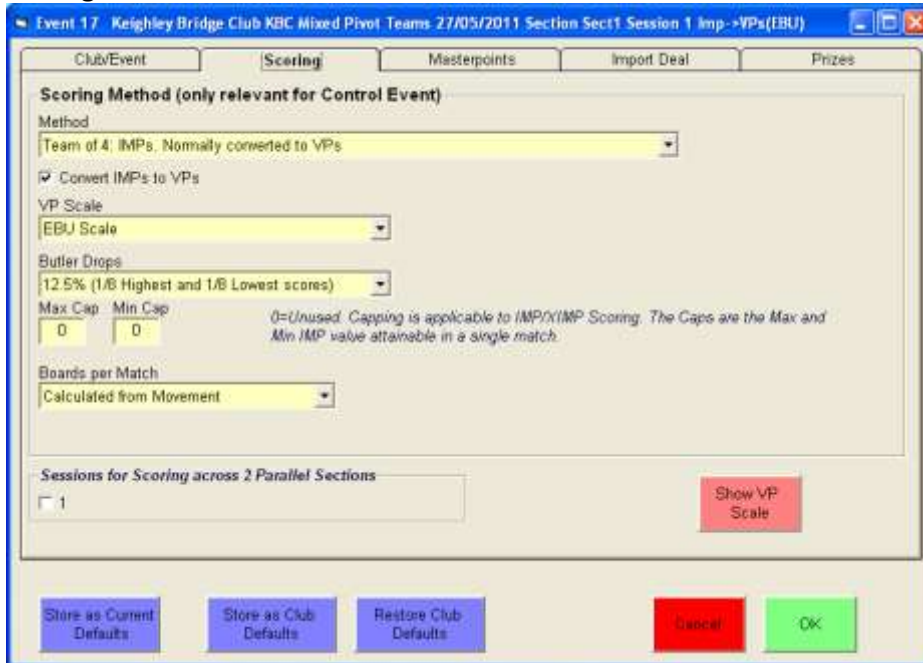 Event 17 Keighley Bridge Club KBC Mixed Pivot Teams 27/05/2011 Section Sect1 Session 1 Imp->VPs(EBU)
Club/Event Scoring Masterpoints Import Deal Prizes
Scoring Method (only relevant for Control Event)
Method
Team of 4: IMPs. Normally converted to VPs
Convert IMPs to VPs
VP Scale
EBU Scale
Butler Drops
12.5% (1/8 Highest and 1/8 Lowest scores)
Max Cap Min Cap
0 0
0=Unused. Capping is applicable to IMP/XIMP Scoring. The Caps are the Max and
Min IMP value attainable in a single match.
Boards per Match
Calculated from Movement
Sessions for Scoring across 2 Parallel Sections
1
Show VP
Scale
Store as Current
Defaults
Store as Club
Defaults
Restore Club
Defaults
Cancel
OK